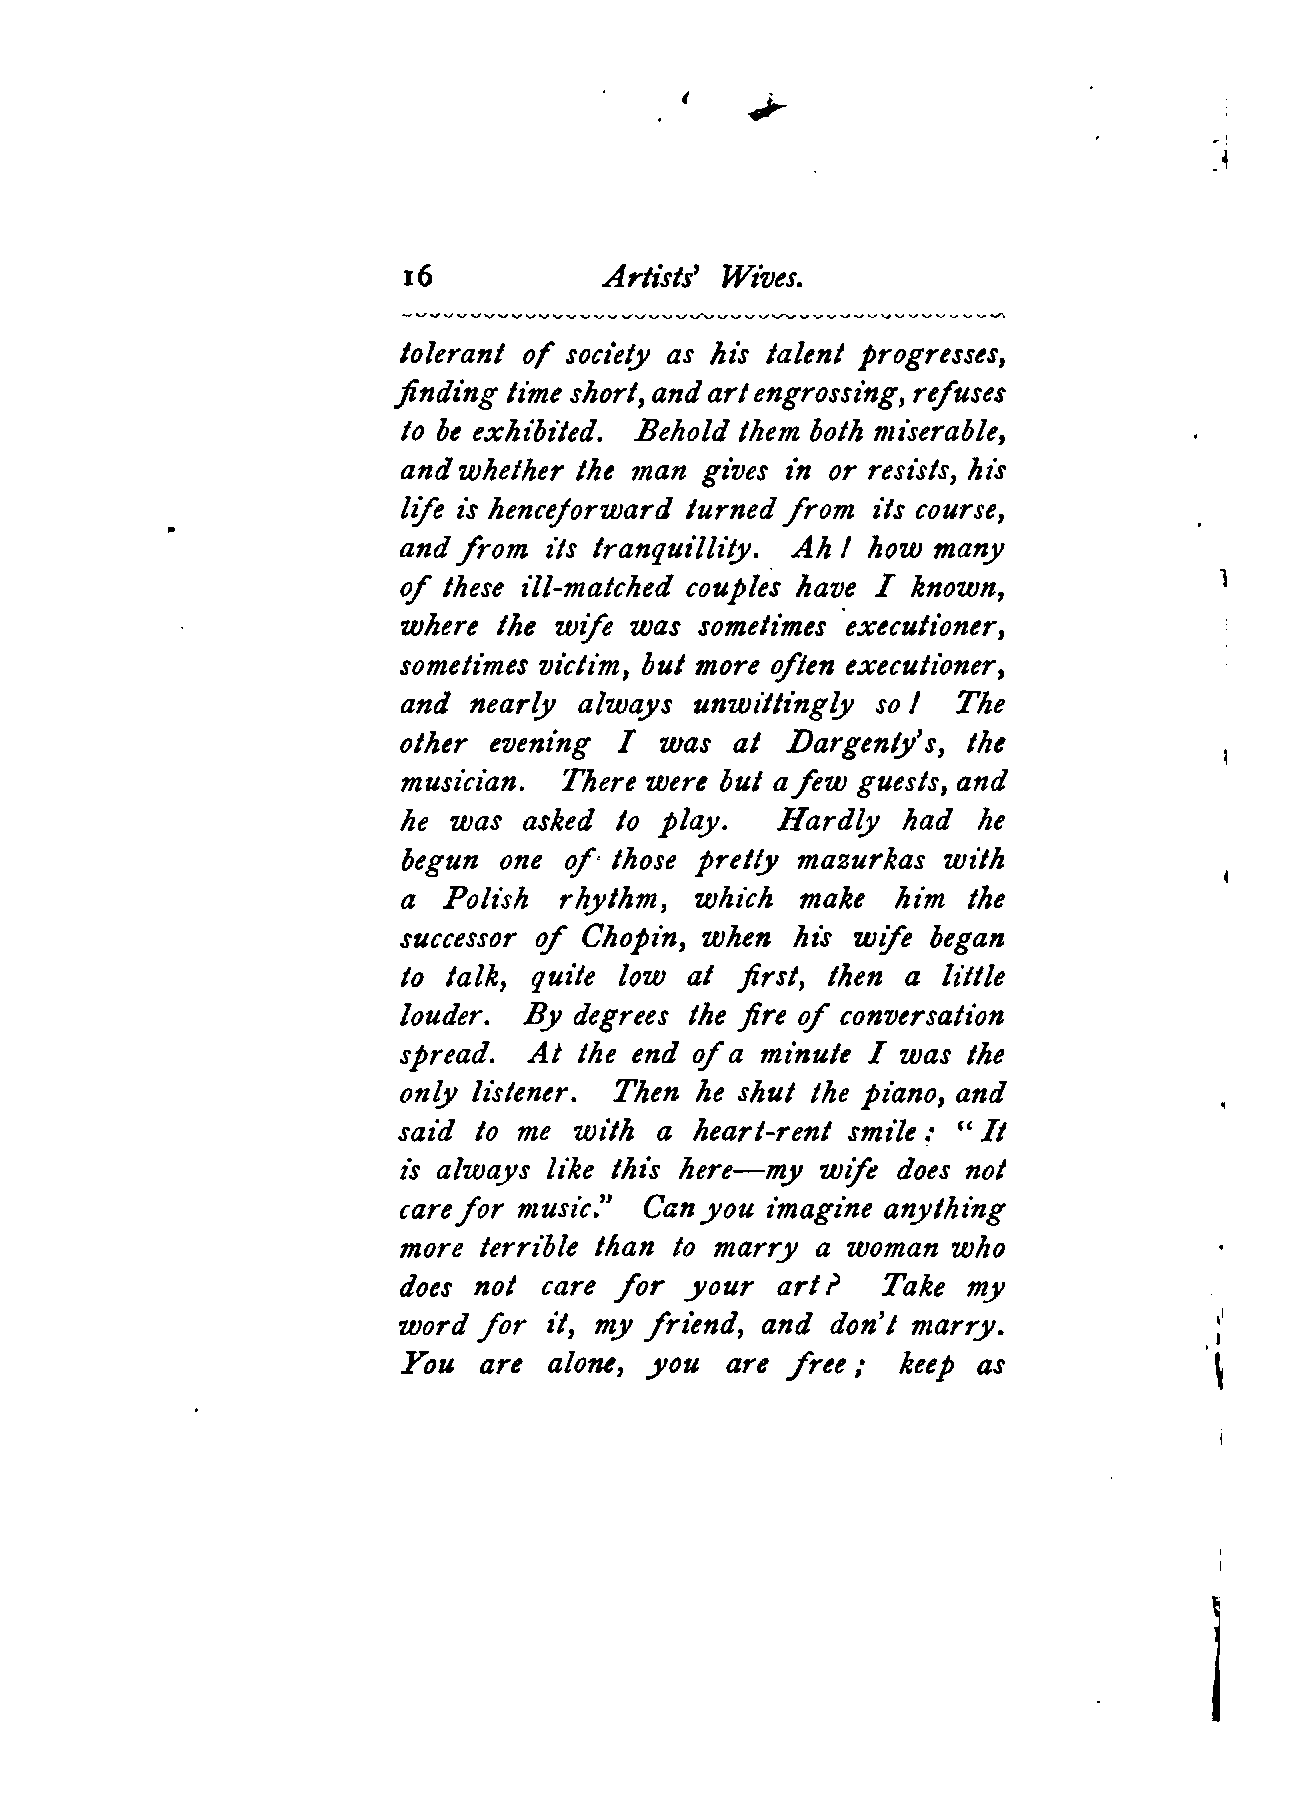 16 Artists' Wives.
tolerant of society as his talent progresses,
finding time short, and art engrossing, refuses
to be exhibited. Behold them both miserable,
and whether the man gives in or resists, his
life is henceforward turned from its course,
and from its tranquillity. Ah! how many
of these ill-matched couples have I known,
where the wife was sometimes executioner,
sometimes victim, but more often executioner,
and nearly always unwittingly so! The
other evening I was at Dargenty's, the
musician. There were but a few guests, and
he was asked to play. Hardly had he
begun one of those pretty mazurkas with
a Polish rhythm, which make him the
successor of Chopin, when his wife began
to talk, quite low at first, then a little
louder. By degrees the fire of conversation
spread. At the end of a minute I was the
only listener. Then he shut the piano, and
said to me with a heart-rent smile: "It
is always like this here—my wife does not
care for music." Can you imagine anything
more terrible than to marry a woman who
does not care for your art? Take my
word for it, my friend, and don't marry.
You are alone, you are free; keep as